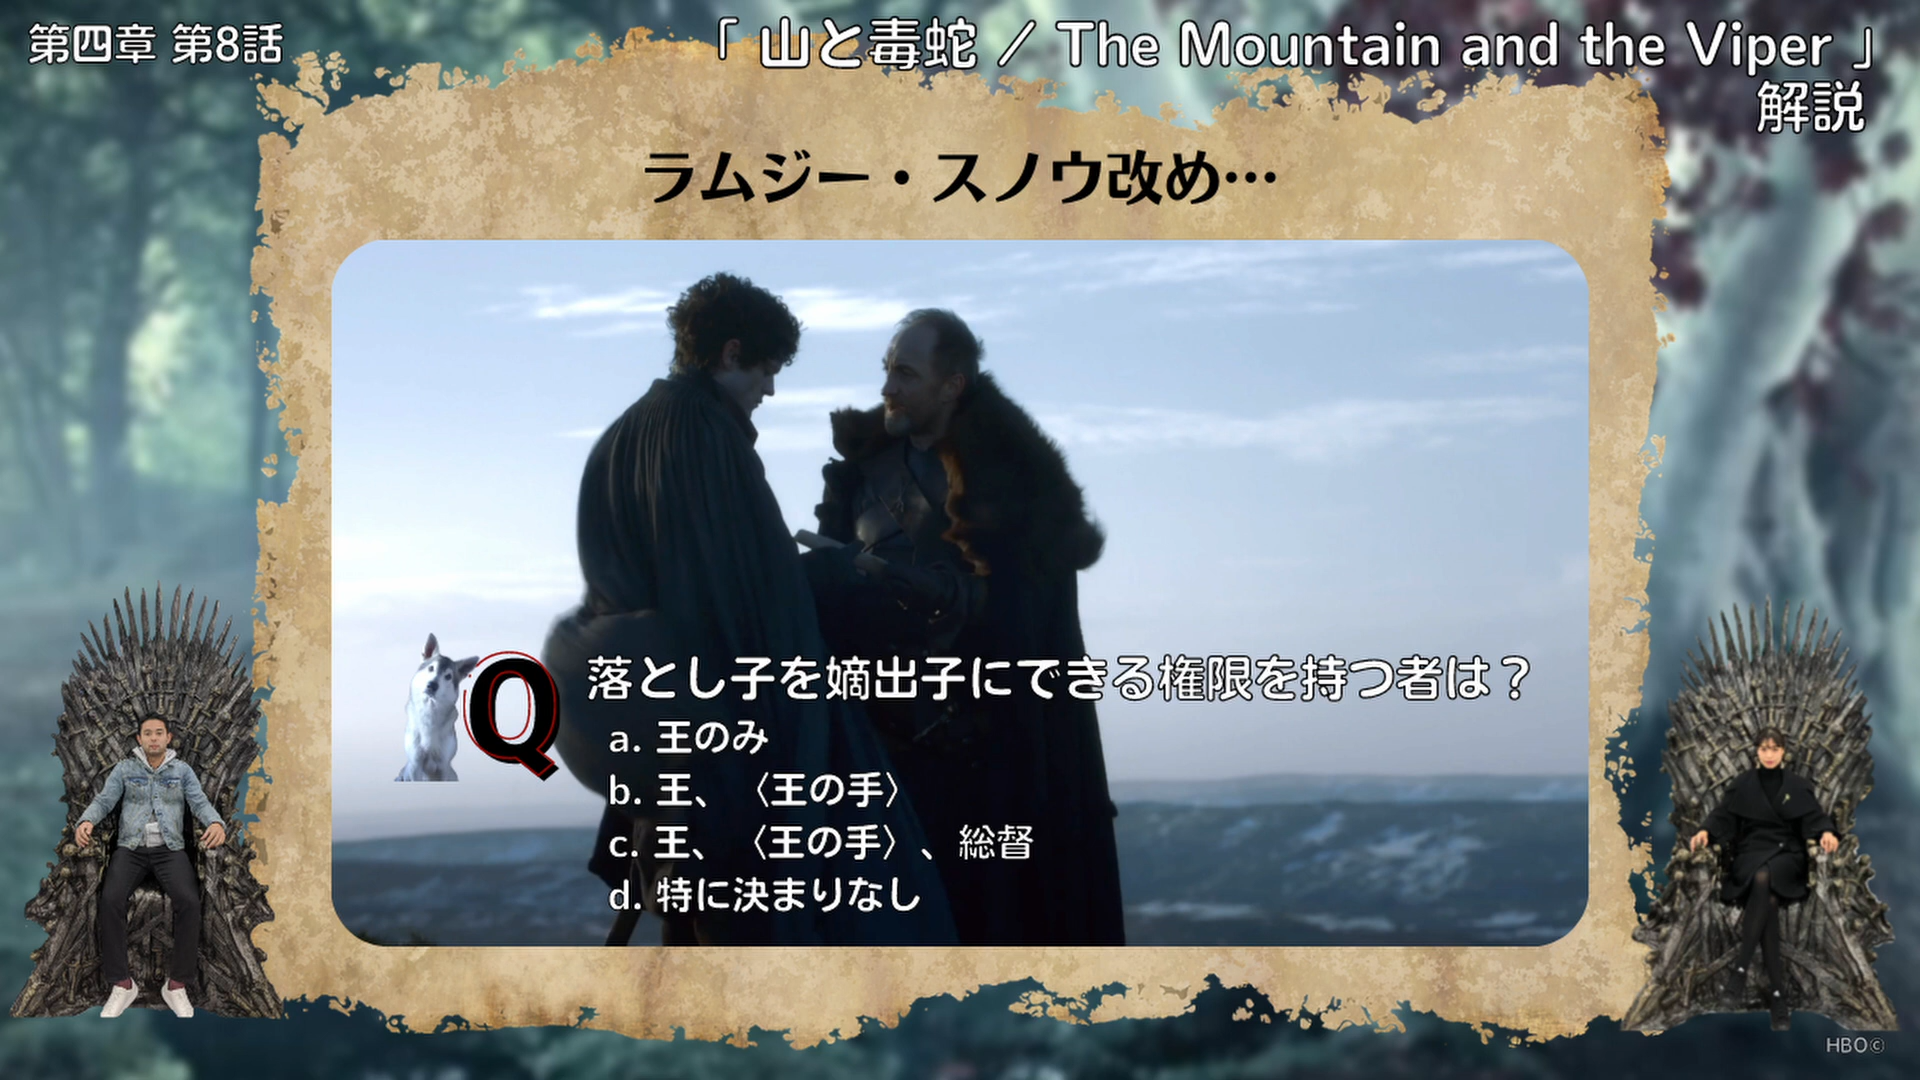 第四章 第8話
「 山と毒蛇 / The Mountain and the Viper 」
解説
ラムジー・スノウ改め…
Q 落とし子を嫡出子にできる権限を持つ者は？
a. 王のみ
b. 王、〈王の手〉
c. 王、〈王の手〉、総督
d. 特に決まりなし
HBO©